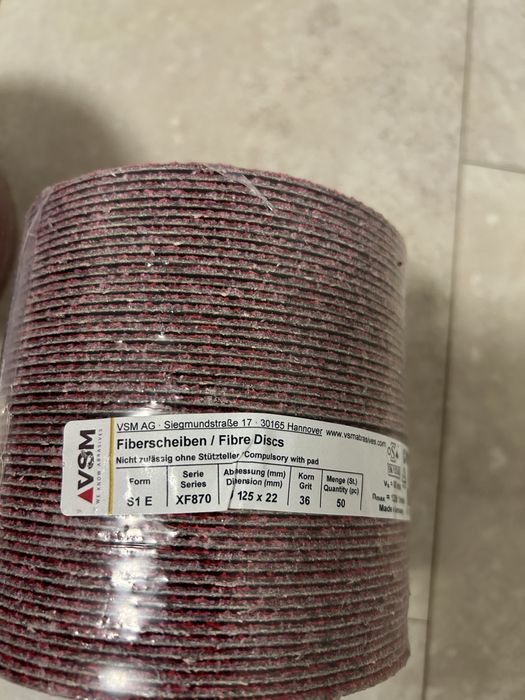 VSM
WE KNOW ABRASIVES
VSM AG · Siegmundstraße 17 · 30165 Hannover www.vsmabrasives.com
Fiberscheiben / Fibre Discs
Nicht zulässig ohne Stützteller / Compulsory with pad
Form Serie Series Abmessung (mm) Dimension (mm) Korn Grit Menge (St.) Quantity (pc)
S1 E XF870 125 x 22 36 50
Made